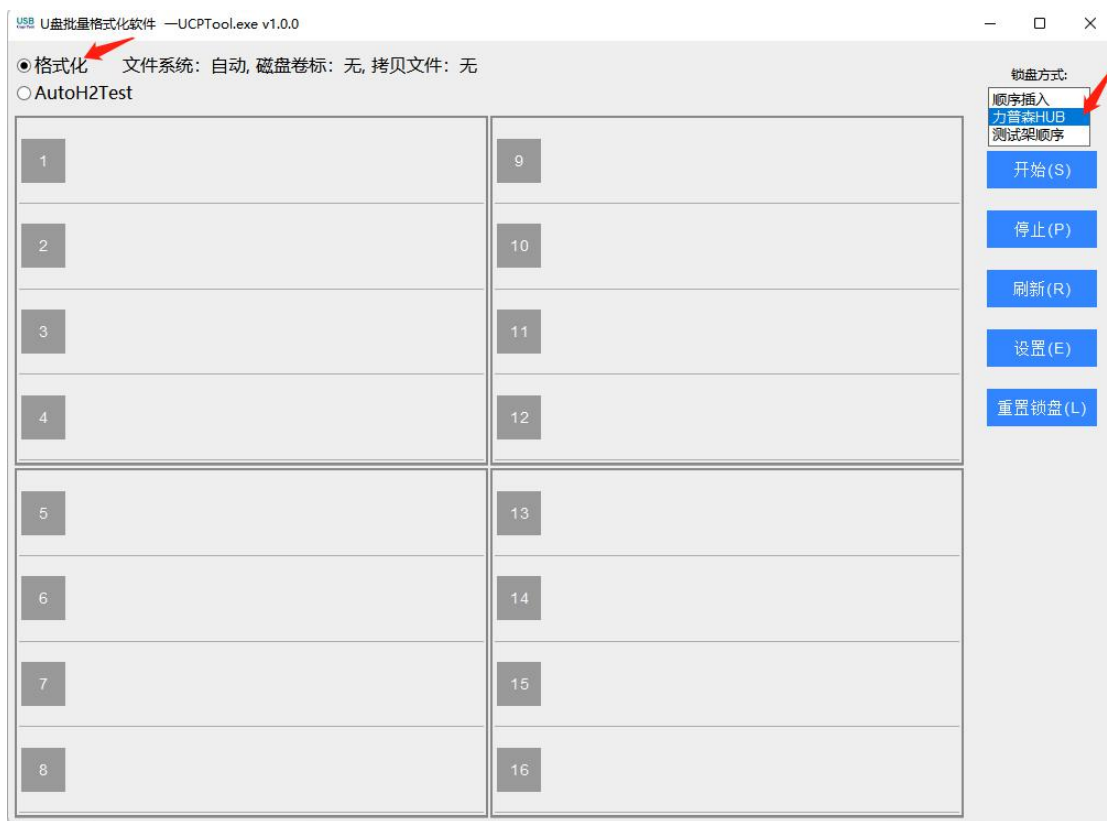 USB U盘批量格式化软件 —UCPTool.exe v1.0.0
格式化 文件系统：自动, 磁盘卷标：无, 拷贝文件：无
AutoH2Test
锁盘方式:
顺序插入
力普森HUB
测试架顺序
开始(S)
停止(P)
刷新(R)
设置(E)
重置锁盘(L)
1
2
3
4
9
10
11
12
5
6
7
8
13
14
15
16